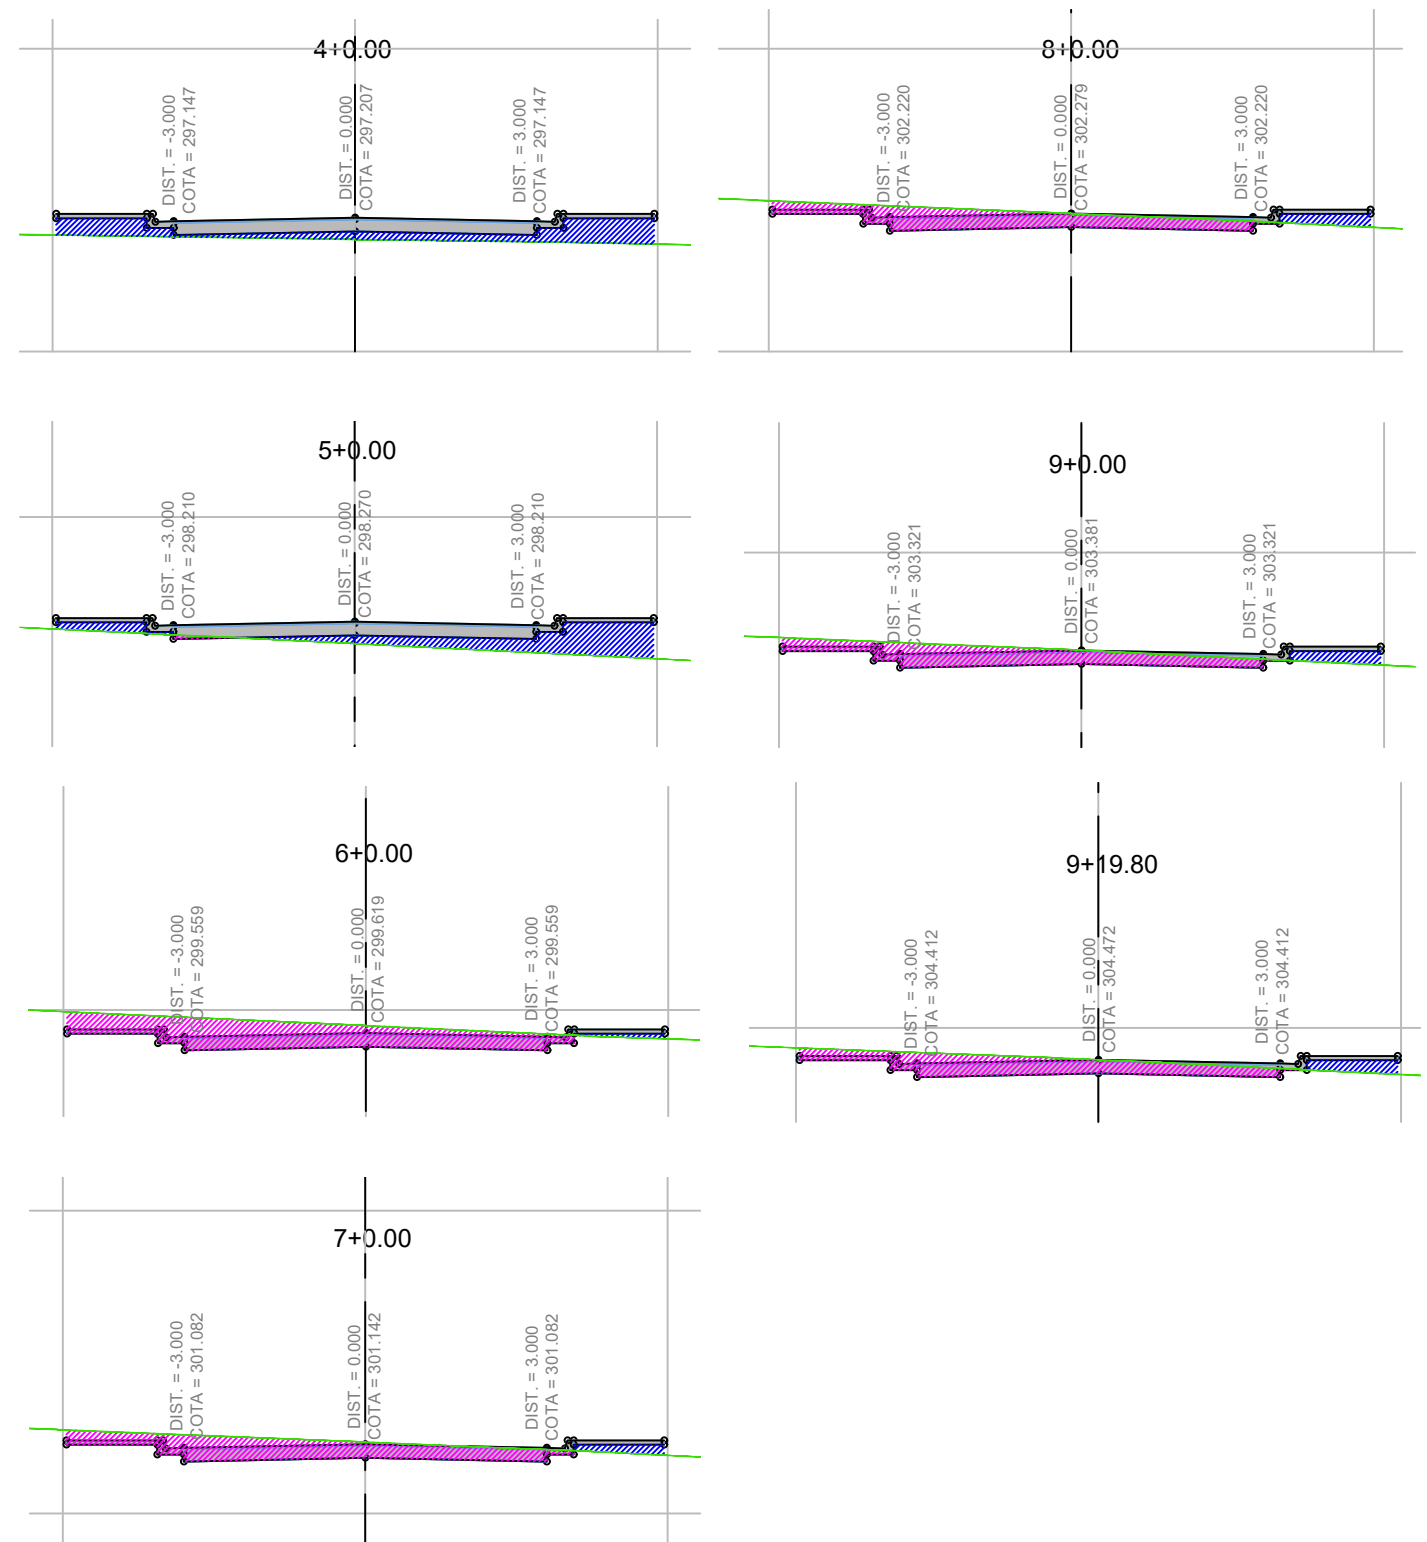 4+0.00
DIST. = -3.000
COTA = 297.147
DIST. = 0.000
COTA = 297.207
DIST. = 3.000
COTA = 297.147
5+0.00
DIST. = -3.000
COTA = 298.210
DIST. = 0.000
COTA = 298.270
DIST. = 3.000
COTA = 298.210
6+0.00
DIST. = -3.000
COTA = 299.559
DIST. = 0.000
COTA = 299.619
DIST. = 3.000
COTA = 299.559
7+0.00
DIST. = -3.000
COTA = 301.082
DIST. = 0.000
COTA = 301.142
DIST. = 3.000
COTA = 301.082
8+0.00
DIST. = -3.000
COTA = 302.220
DIST. = 0.000
COTA = 302.279
DIST. = 3.000
COTA = 302.220
9+0.00
DIST. = -3.000
COTA = 303.321
DIST. = 0.000
COTA = 303.381
DIST. = 3.000
COTA = 303.321
9+19.80
DIST. = -3.000
COTA = 304.412
DIST. = 0.000
COTA = 304.472
DIST. = 3.000
COTA = 304.412